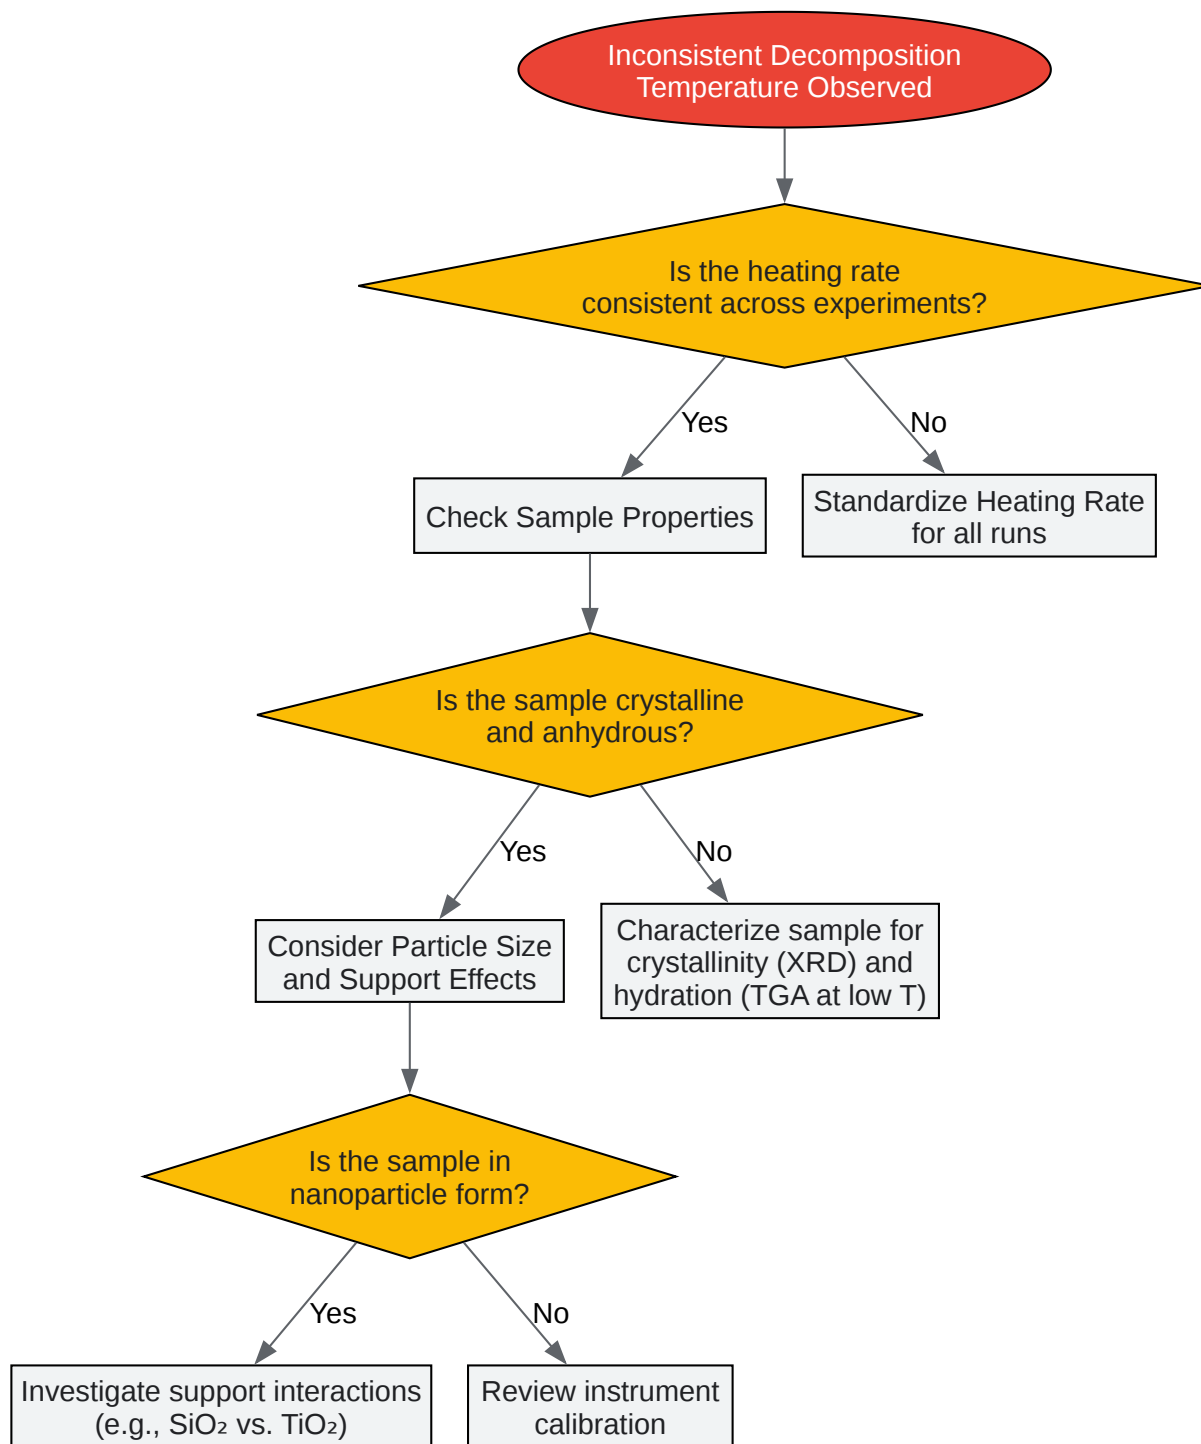 Inconsistent Decomposition
Temperature Observed
Is the heating rate
consistent across experiments?
Yes
No
Check Sample Properties
Standardize Heating Rate
for all runs
Is the sample crystalline
and anhydrous?
Yes
No
Consider Particle Size
and Support Effects
Characterize sample for
crystallinity (XRD) and
hydration (TGA at low T)
Is the sample in
nanoparticle form?
Yes
No
Investigate support interactions
(e.g., SiO₂ vs. TiO₂)
Review instrument
calibration